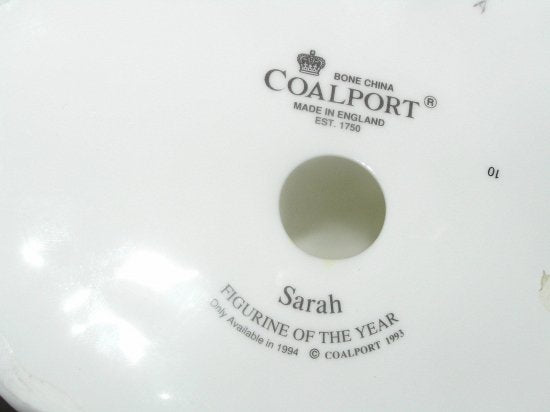 BONE CHINA
COALPORT ®
MADE IN ENGLAND
EST. 1750
10
Sarah
FIGURINE OF THE YEAR
Only Available in 1994 © COALPORT 1993